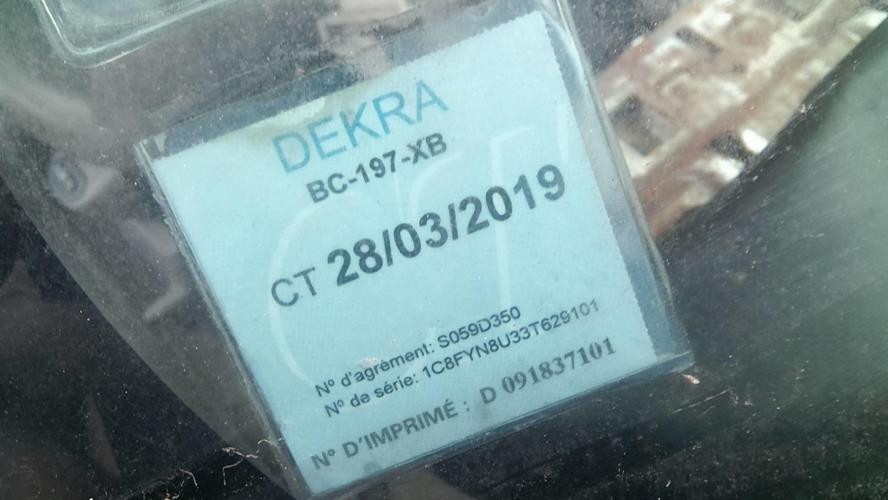 DEKRA
BC-197-XB
CT 28/03/2019
N° d'agrément: S059D350
N° de série: 1C8FYN8U33T629101
N° D'IMPRIMÉ : D 091837101